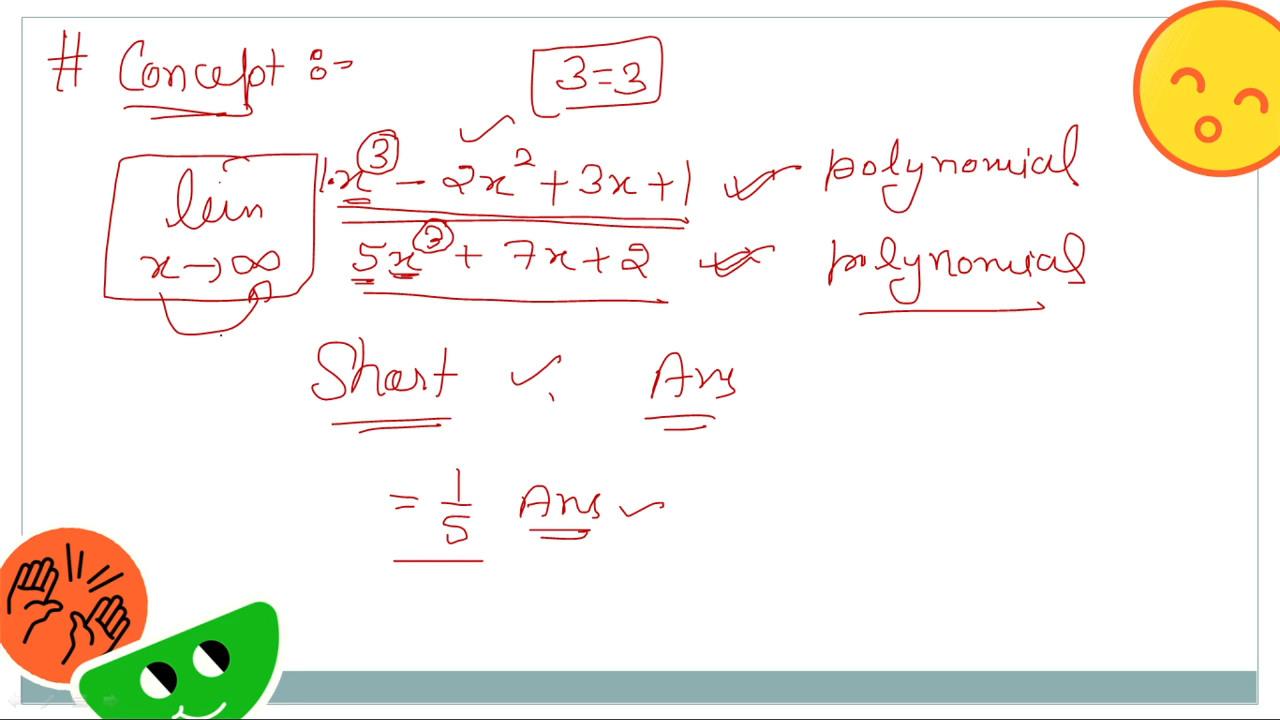 # Concept :-
3=3
lim x→∞
1.x³ - 2x² + 3x + 1 polynomial
5x³ + 7x + 2 polynomial
Short Ans
= 1/5 Ans